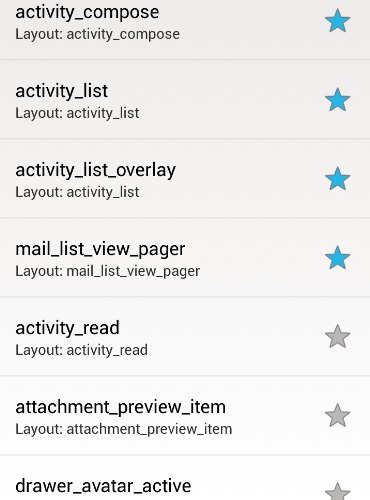 activity_compose
Layout: activity_compose
activity_list
Layout: activity_list
activity_list_overlay
Layout: activity_list
mail_list_view_pager
Layout: mail_list_view_pager
activity_read
Layout: activity_read
attachment_preview_item
Layout: attachment_preview_item
drawer_avatar_active